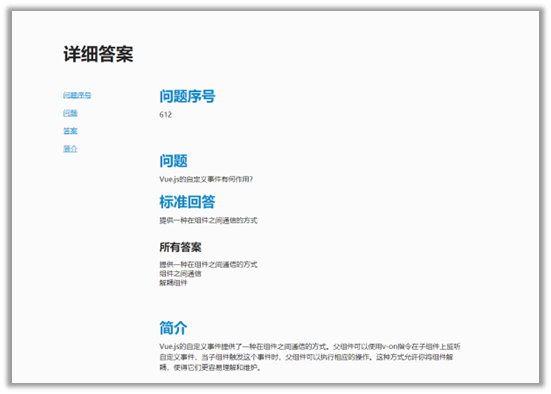 详细答案
问题序号
问题
答案
简介
问题序号
612
问题
Vue.js的自定义事件有何作用?
标准回答
提供一种在组件之间通信的方式
所有答案
提供一种在组件之间通信的方式
组件之间通信
解耦组件
简介
Vue.js的自定义事件提供了一种在组件之间通信的方式。父组件可以使用v-on指令在子组件上监听
自定义事件，当子组件触发这个事件时，父组件可以执行相应的操作。这种方式允许你将组件解
耦，使得它们更容易理解和维护。